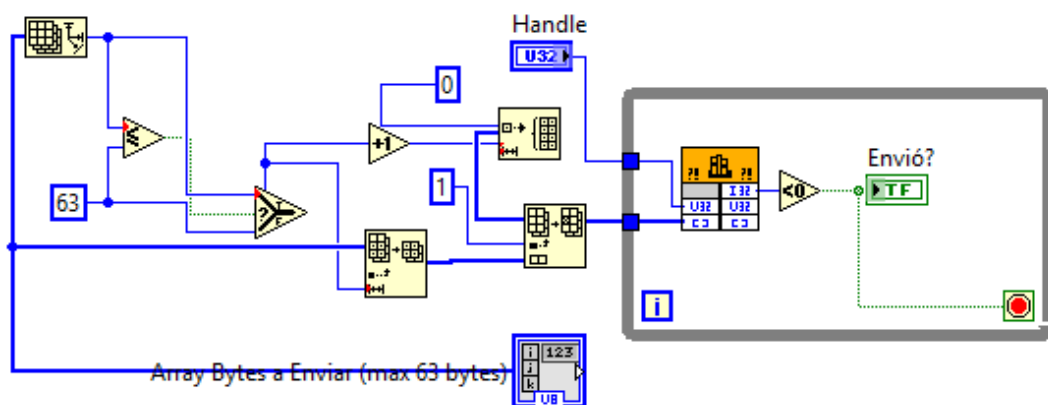 Handle
U32
0
+1
≤
63
?
F
1
?! ?!
I32
U32 U32
[ ] [ ]
<0
Envió?
TF
i
Array Bytes a Enviar (max 63 bytes)
i
j
k
123
U8